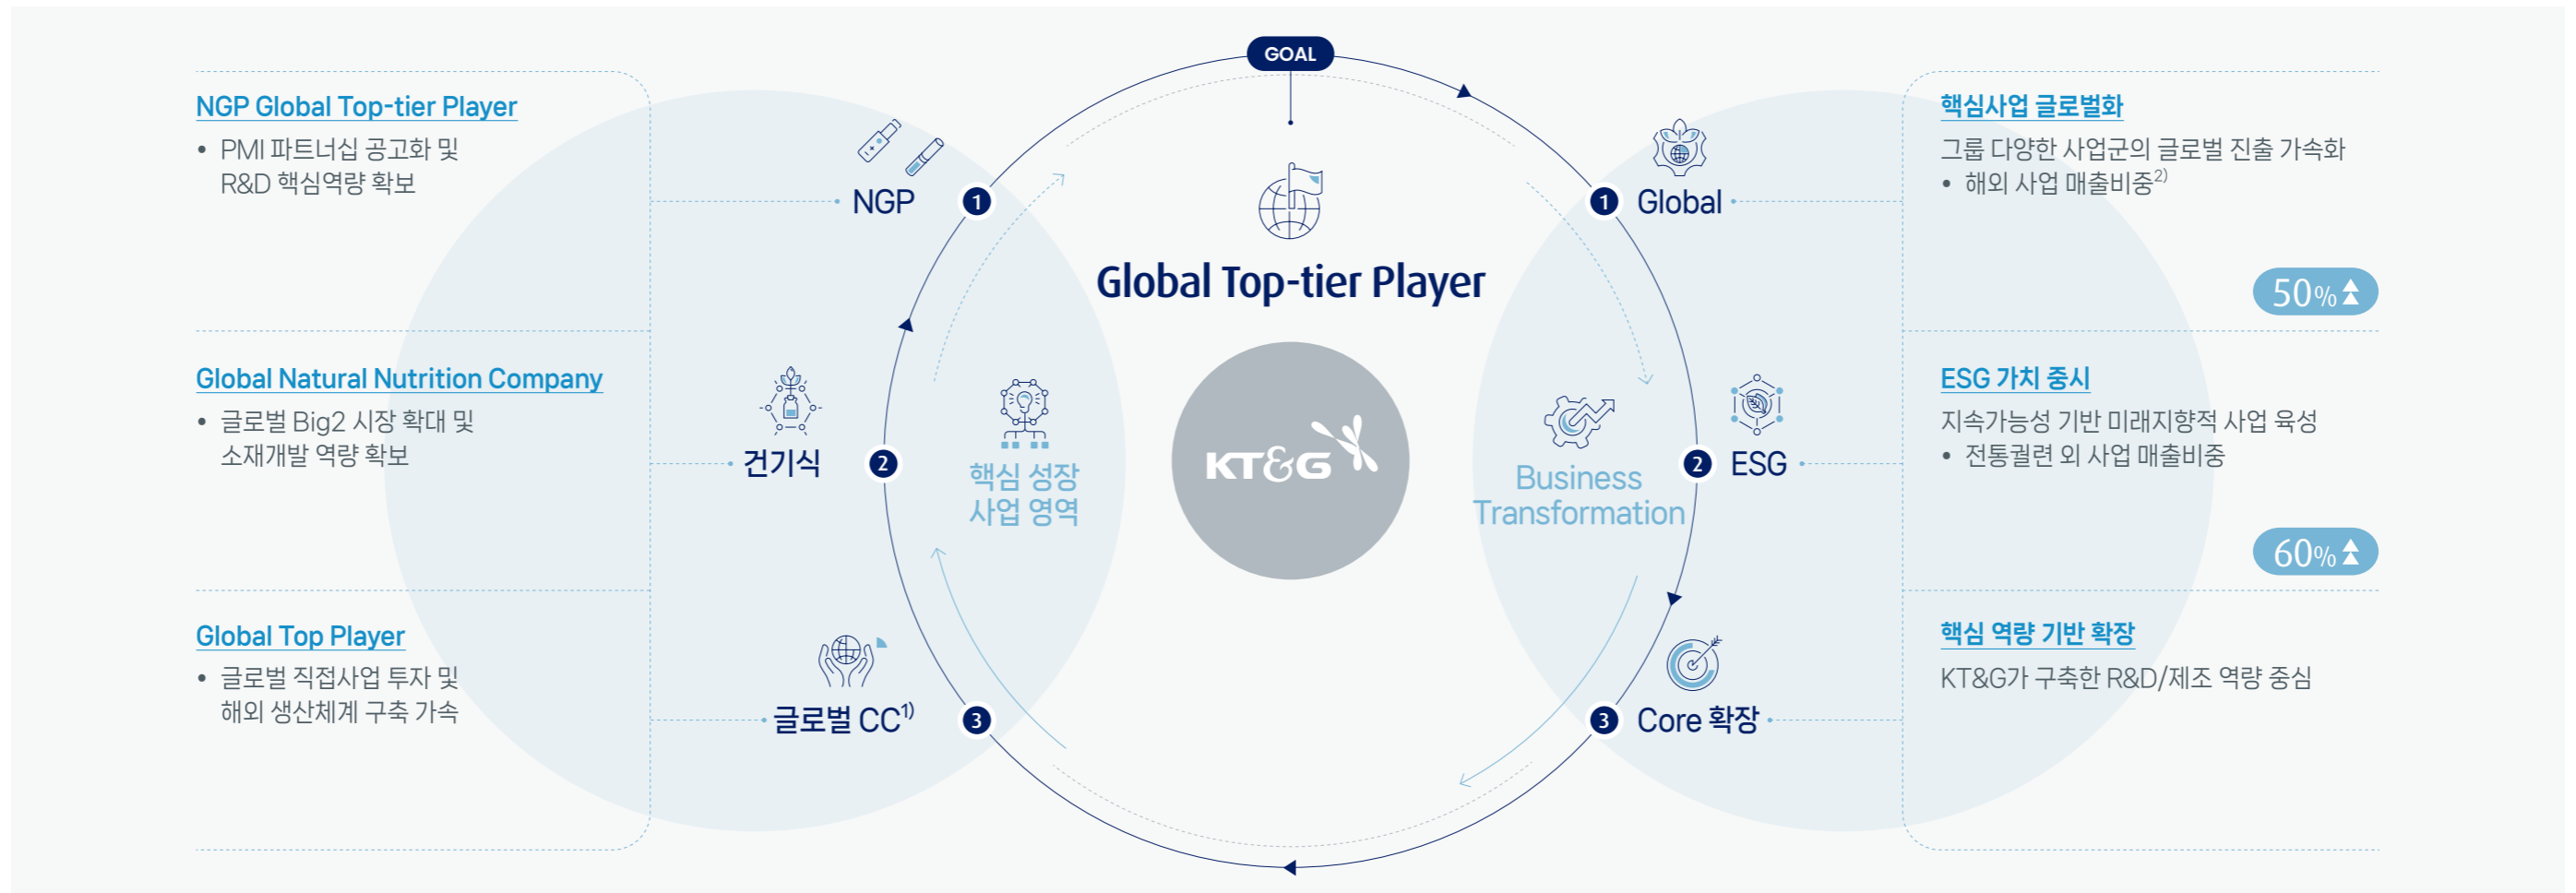 GOAL
NGP Global Top-tier Player
• PMI 파트너십 공고화 및
R&D 핵심역량 확보
NGP
1
Global Natural Nutrition Company
• 글로벌 Big2 시장 확대 및
소재개발 역량 확보
건기식
2
Global Top Player
• 글로벌 직접사업 투자 및
해외 생산체계 구축 가속
글로벌 CC1)
3
핵심 성장
사업 영역
Global Top-tier Player
KT&G
Business
Transformation
1
Global
핵심사업 글로벌화
그룹 다양한 사업군의 글로벌 진출 가속화
• 해외 사업 매출비중2)
50%
2
ESG
ESG 가치 중시
지속가능성 기반 미래지향적 사업 육성
• 전통궐련 외 사업 매출비중
60%
3
Core 확장
핵심 역량 기반 확장
KT&G가 구축한 R&D/제조 역량 중심